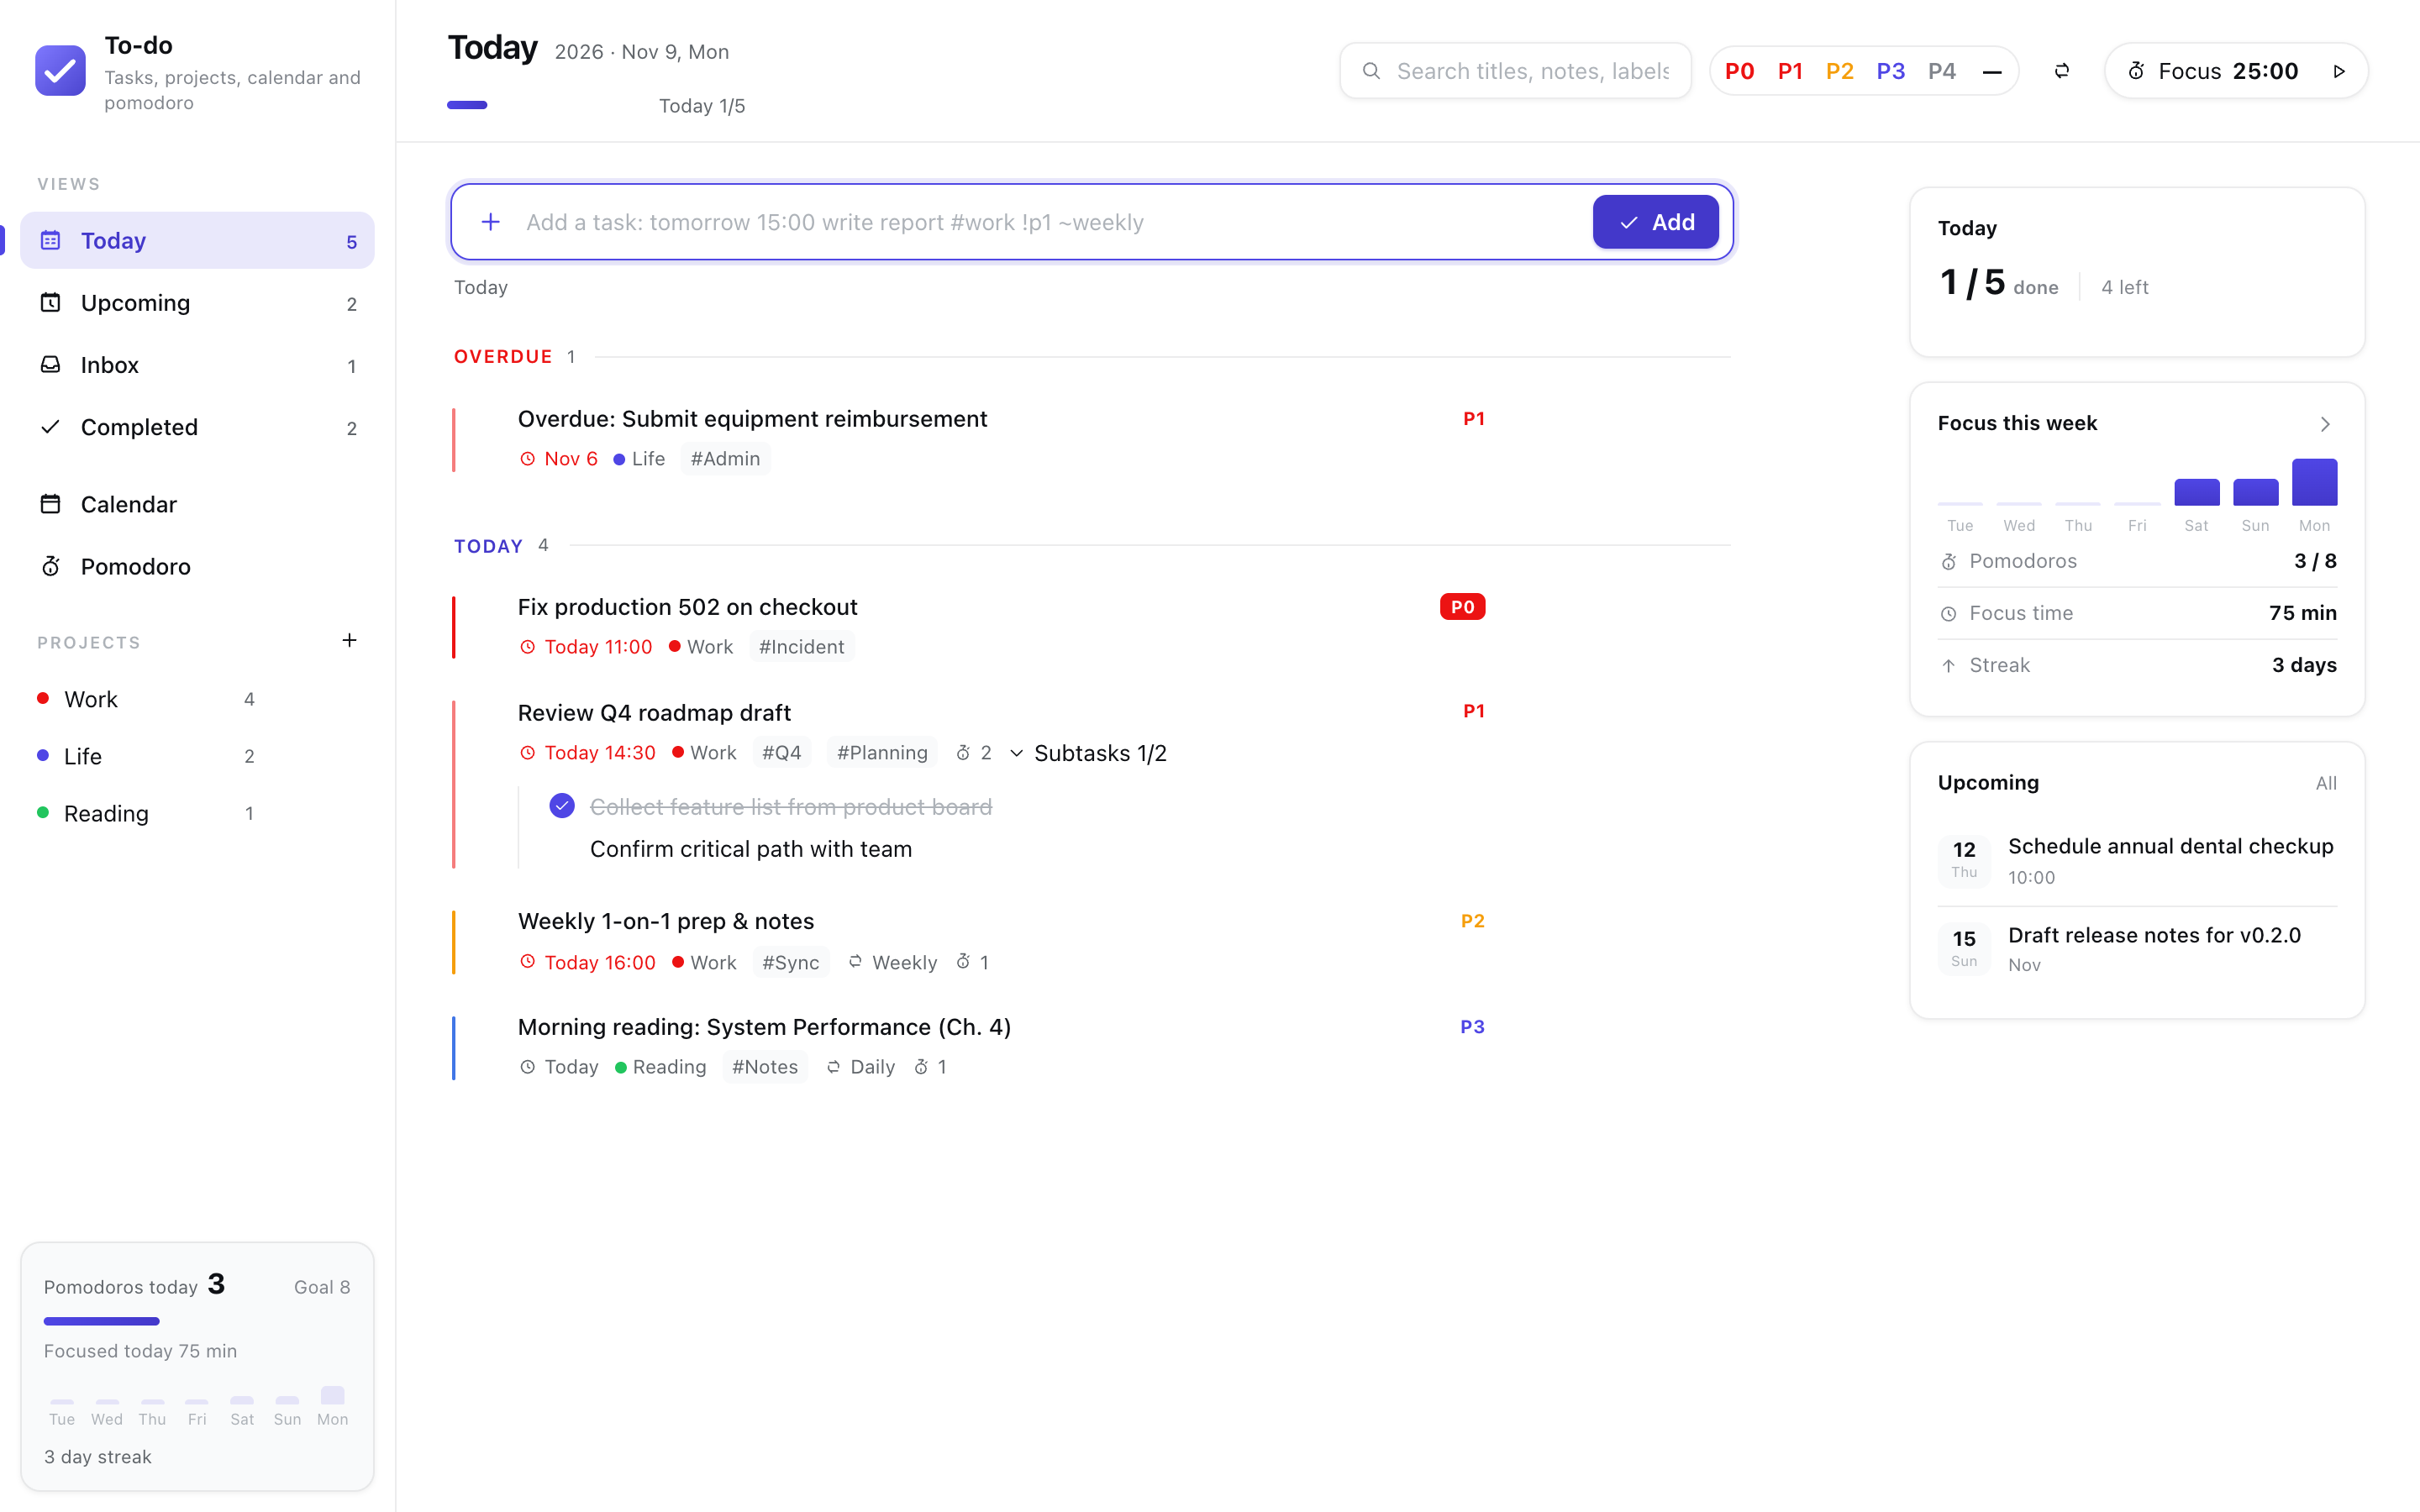 To-do
Tasks, projects, calendar and
pomodoro
VIEWS
Today 5
Upcoming 2
Inbox 1
Completed 2
Calendar
Pomodoro
PROJECTS
Work 4
Life 2
Reading 1
Pomodoros today 3 Goal 8
Focused today 75 min
Tue Wed Thu Fri Sat Sun Mon
3 day streak
Today 2026 · Nov 9, Mon
Today 1/5
Search titles, notes, labels
P0 P1 P2 P3 P4 —
Focus 25:00
Add a task: tomorrow 15:00 write report #work !p1 ~weekly
Add
Today
OVERDUE 1
Overdue: Submit equipment reimbursement P1
Nov 6 Life #Admin
TODAY 4
Fix production 502 on checkout P0
Today 11:00 Work #Incident
Review Q4 roadmap draft P1
Today 14:30 Work #Q4 #Planning 2 Subtasks 1/2
Collect feature list from product board
Confirm critical path with team
Weekly 1-on-1 prep & notes P2
Today 16:00 Work #Sync Weekly 1
Morning reading: System Performance (Ch. 4) P3
Today Reading #Notes Daily 1
Today
1 / 5 done 4 left
Focus this week
Tue Wed Thu Fri Sat Sun Mon
Pomodoros 3 / 8
Focus time 75 min
Streak 3 days
Upcoming All
12 Schedule annual dental checkup
Thu 10:00
15 Draft release notes for v0.2.0
Sun Nov